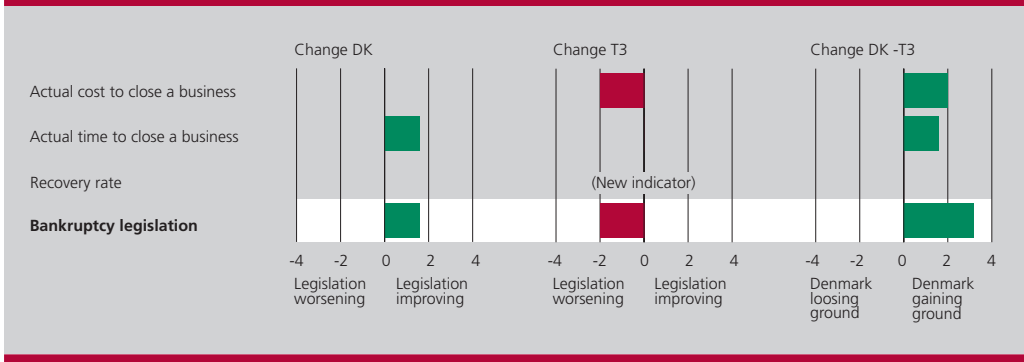 Change DK Change T3 Change DK -T3
Actual cost to close a business
Actual time to close a business
Recovery rate (New indicator)
Bankruptcy legislation
-4 -2 0 2 4 -4 -2 0 2 4 -4 -2 0 2 4
Legislation Legislation Legislation Legislation Denmark Denmark
worsening improving worsening improving loosing gaining
ground ground